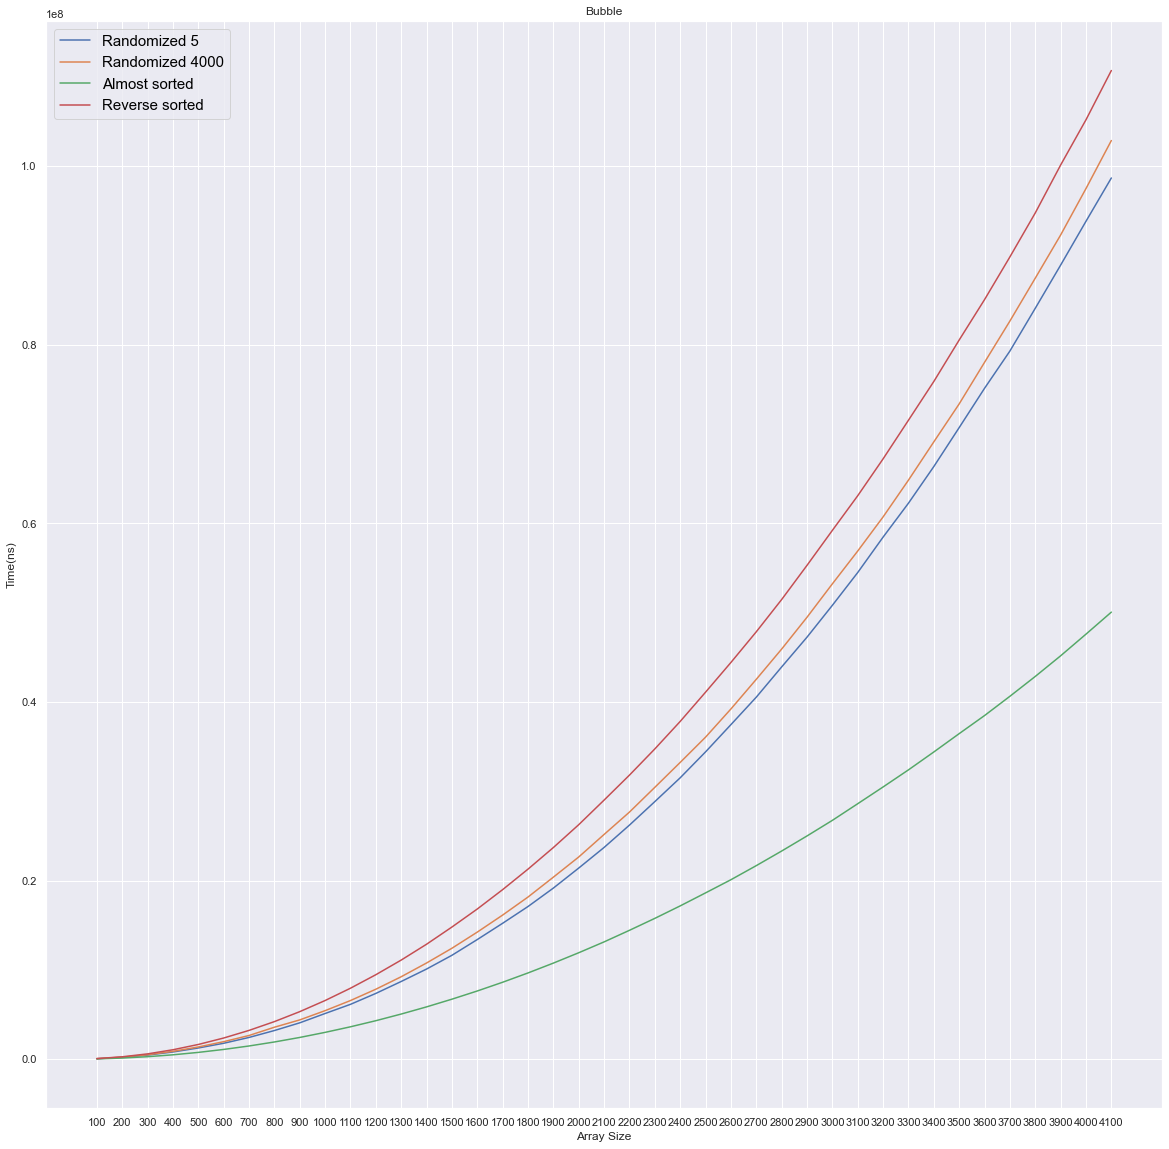 Bubble
1e8
Randomized 5
Randomized 4000
Almost sorted
Reverse sorted
1.0
0.8
0.6
Time(ns)
0.4
0.2
0.0
100 200 300 400 500 600 700 800 900 1000 1100 1200 1300 1400 1500 1600 1700 1800 1900 2000 2100 2200 2300 2400 2500 2600 2700 2800 2900 3000 3100 3200 3300 3400 3500 3600 3700 3800 3900 4000 4100
Array Size